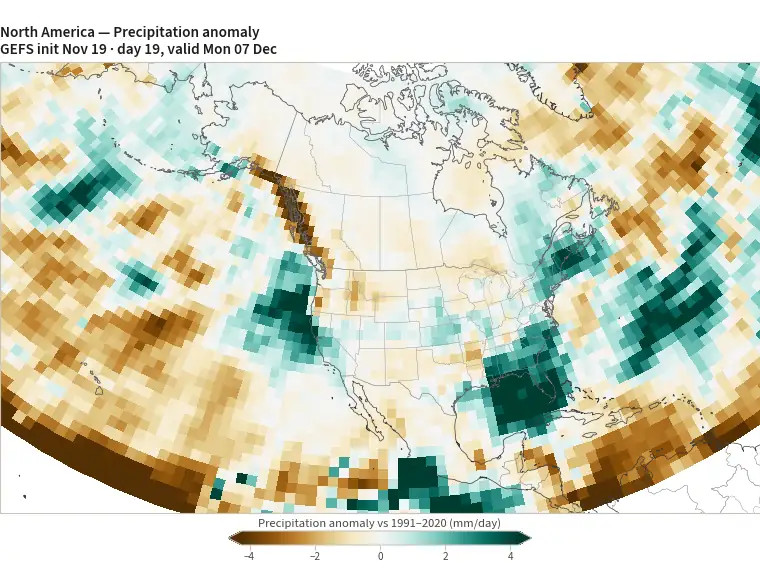 North America — Precipitation anomaly
GEFS init Nov 19 · day 19, valid Mon 07 Dec
Precipitation anomaly vs 1991–2020 (mm/day)
−4 −2 0 2 4